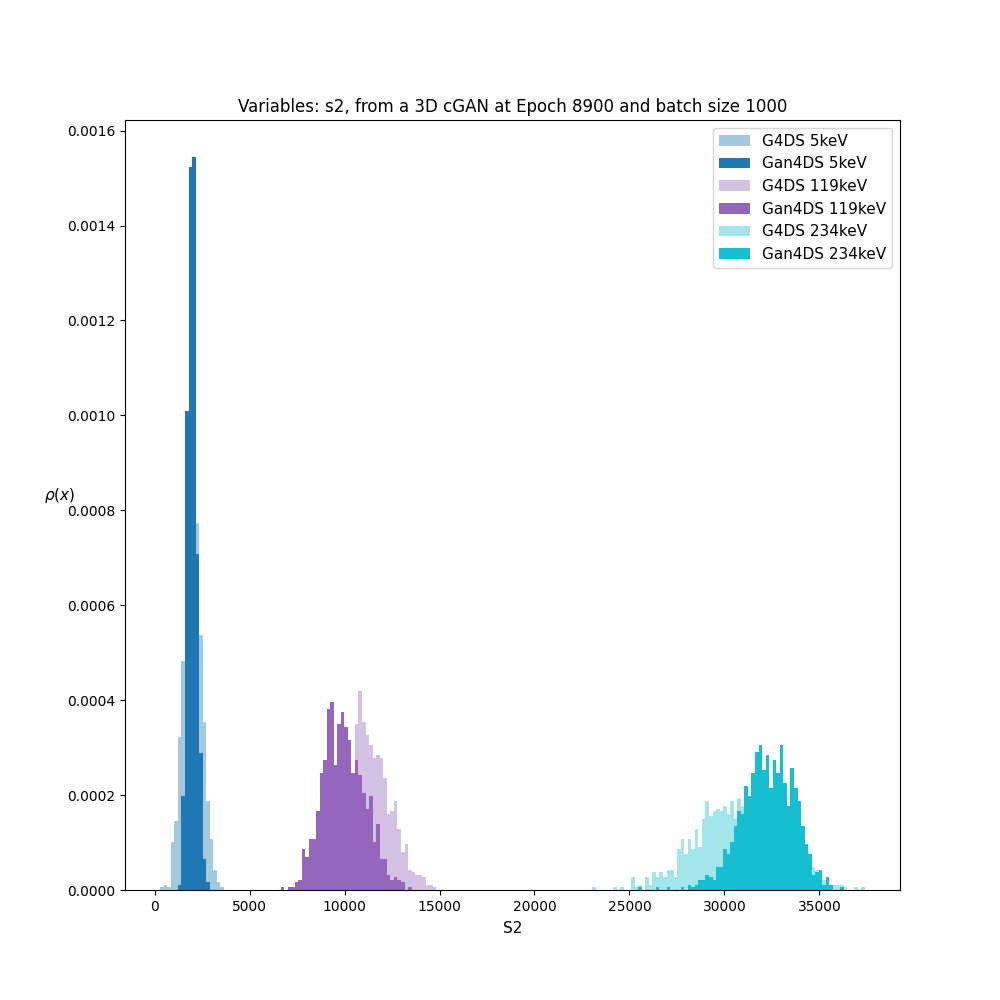 Variables: s2, from a 3D cGAN at Epoch 8900 and batch size 1000
G4DS 5keV
Gan4DS 5keV
G4DS 119keV
Gan4DS 119keV
G4DS 234keV
Gan4DS 234keV
0.0016
0.0014
0.0012
0.0010
0.0008
0.0006
0.0004
0.0002
0.0000
ρ(x)
0 5000 10000 15000 20000 25000 30000 35000
S2